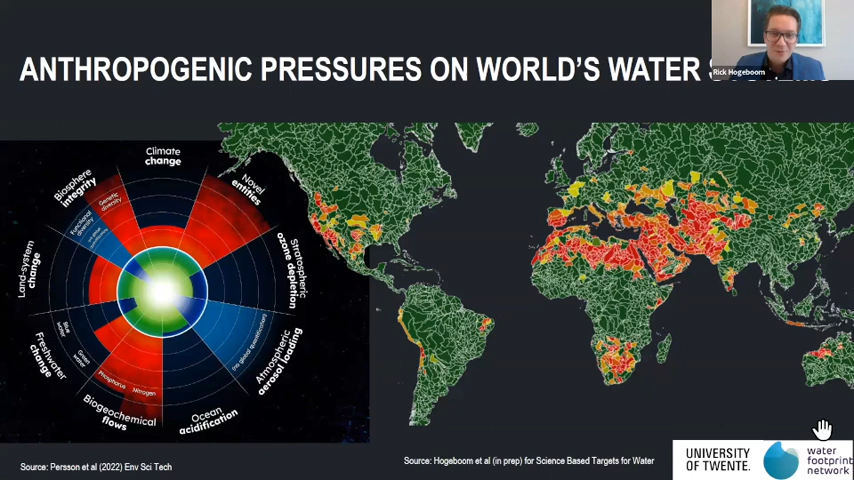 ANTHROPOGENIC PRESSURES ON WORLD'S WATER
Rick Hogeboom
Climate
change
Novel
entities
Stratospheric
ozone depletion
Atmospheric
aerosol loading
(no global quantification)
Ocean
acidification
Biogeochemical
flows
Phosphorus
Nitrogen
Freshwater
change
Green
water
Blue
water
Land-system
change
Biosphere
integrity
Functional
diversity
Genetic
diversity
Source: Persson et al (2022) Env Sci Tech
Source: Hogeboom et al (in prep) for Science Based Targets for Water
UNIVERSITY
OF TWENTE.
water
footprint
network